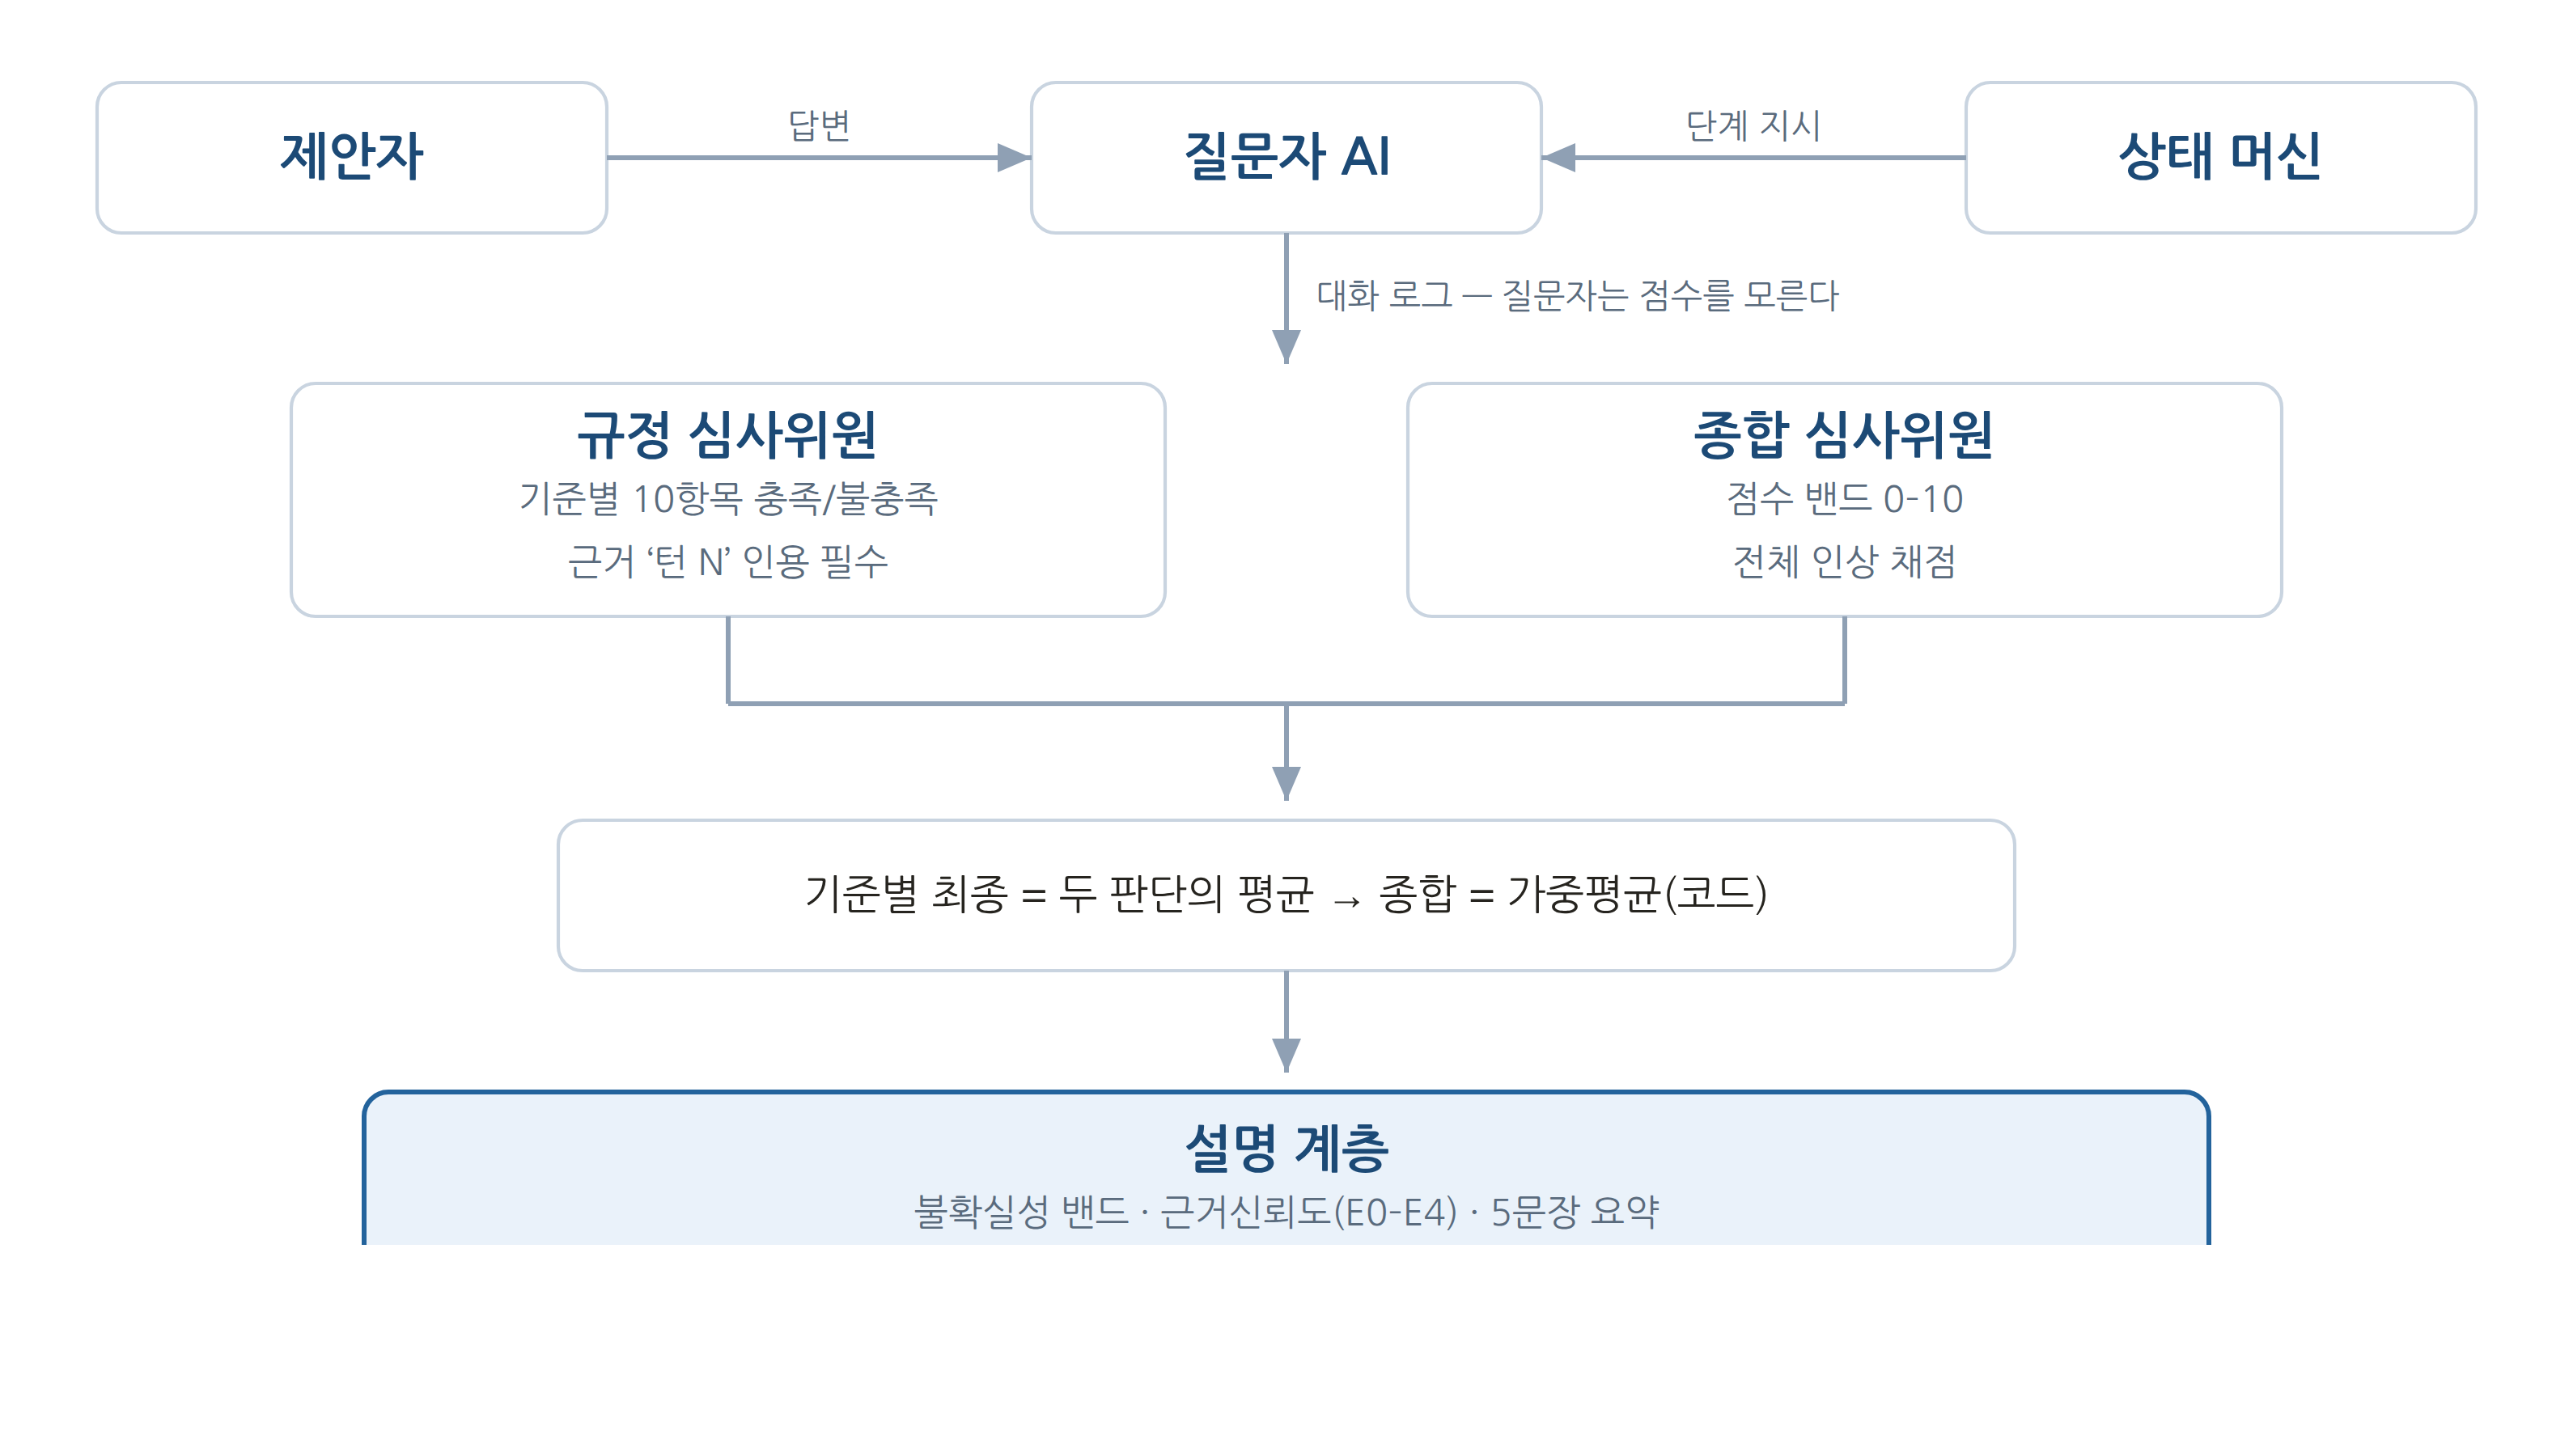 제안자
답변
질문자 AI
단계 지시
상태 머신
대화 로그 — 질문자는 점수를 모른다
규정 심사위원
기준별 10항목 충족/불충족
근거 ‘턴 N’ 인용 필수
종합 심사위원
점수 밴드 0-10
전체 인상 채점
기준별 최종 = 두 판단의 평균 → 종합 = 가중평균(코드)
설명 계층
불확실성 밴드 · 근거신뢰도(E0-E4) · 5문장 요약